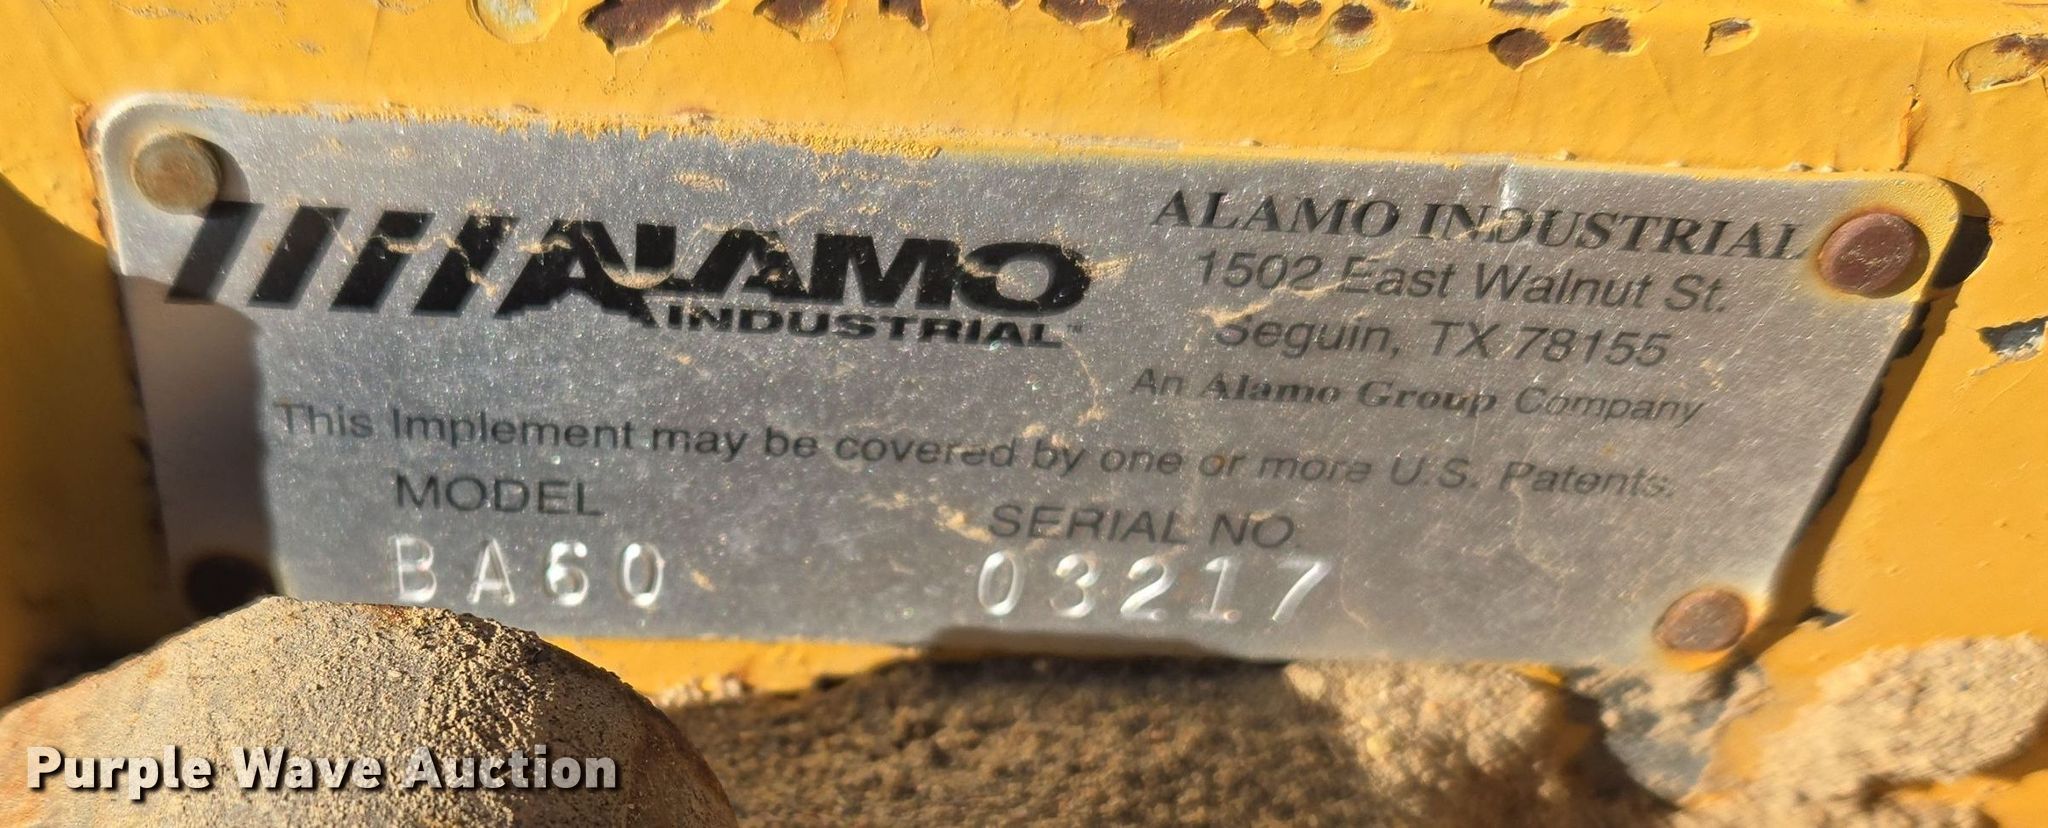 ALAMO
INDUSTRIAL™
ALAMO INDUSTRIAL
1502 East Walnut St.
Seguin, TX 78155
An Alamo Group Company
This Implement may be covered by one or more U.S. Patents.
MODEL
SERIAL NO.
BA60
03217
Purple Wave Auction